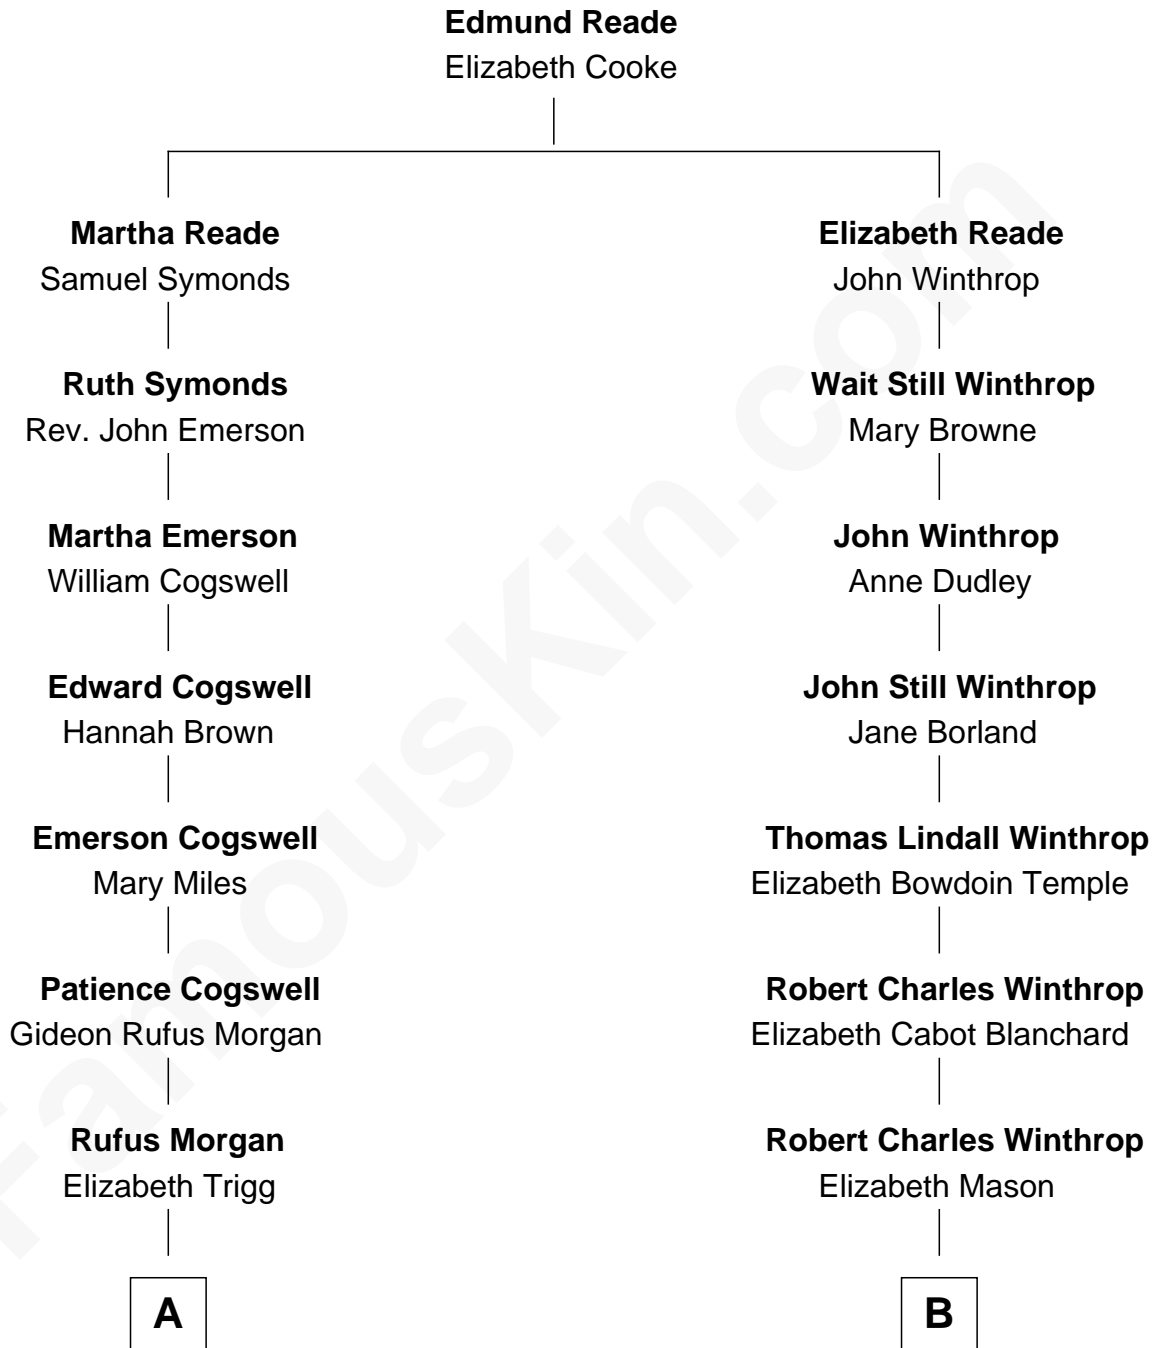 Edmund Reade
Elizabeth Cooke
Martha Reade
Samuel Symonds
Elizabeth Reade
John Winthrop
Ruth Symonds
Rev. John Emerson
Wait Still Winthrop
Mary Browne
Martha Emerson
William Cogswell
John Winthrop
Anne Dudley
Edward Cogswell
Hannah Brown
John Still Winthrop
Jane Borland
Emerson Cogswell
Mary Miles
Thomas Lindall Winthrop
Elizabeth Bowdoin Temple
Patience Cogswell
Gideon Rufus Morgan
Robert Charles Winthrop
Elizabeth Cabot Blanchard
Rufus Morgan
Elizabeth Trigg
Robert Charles Winthrop
Elizabeth Mason
A
B
FamousKin.com